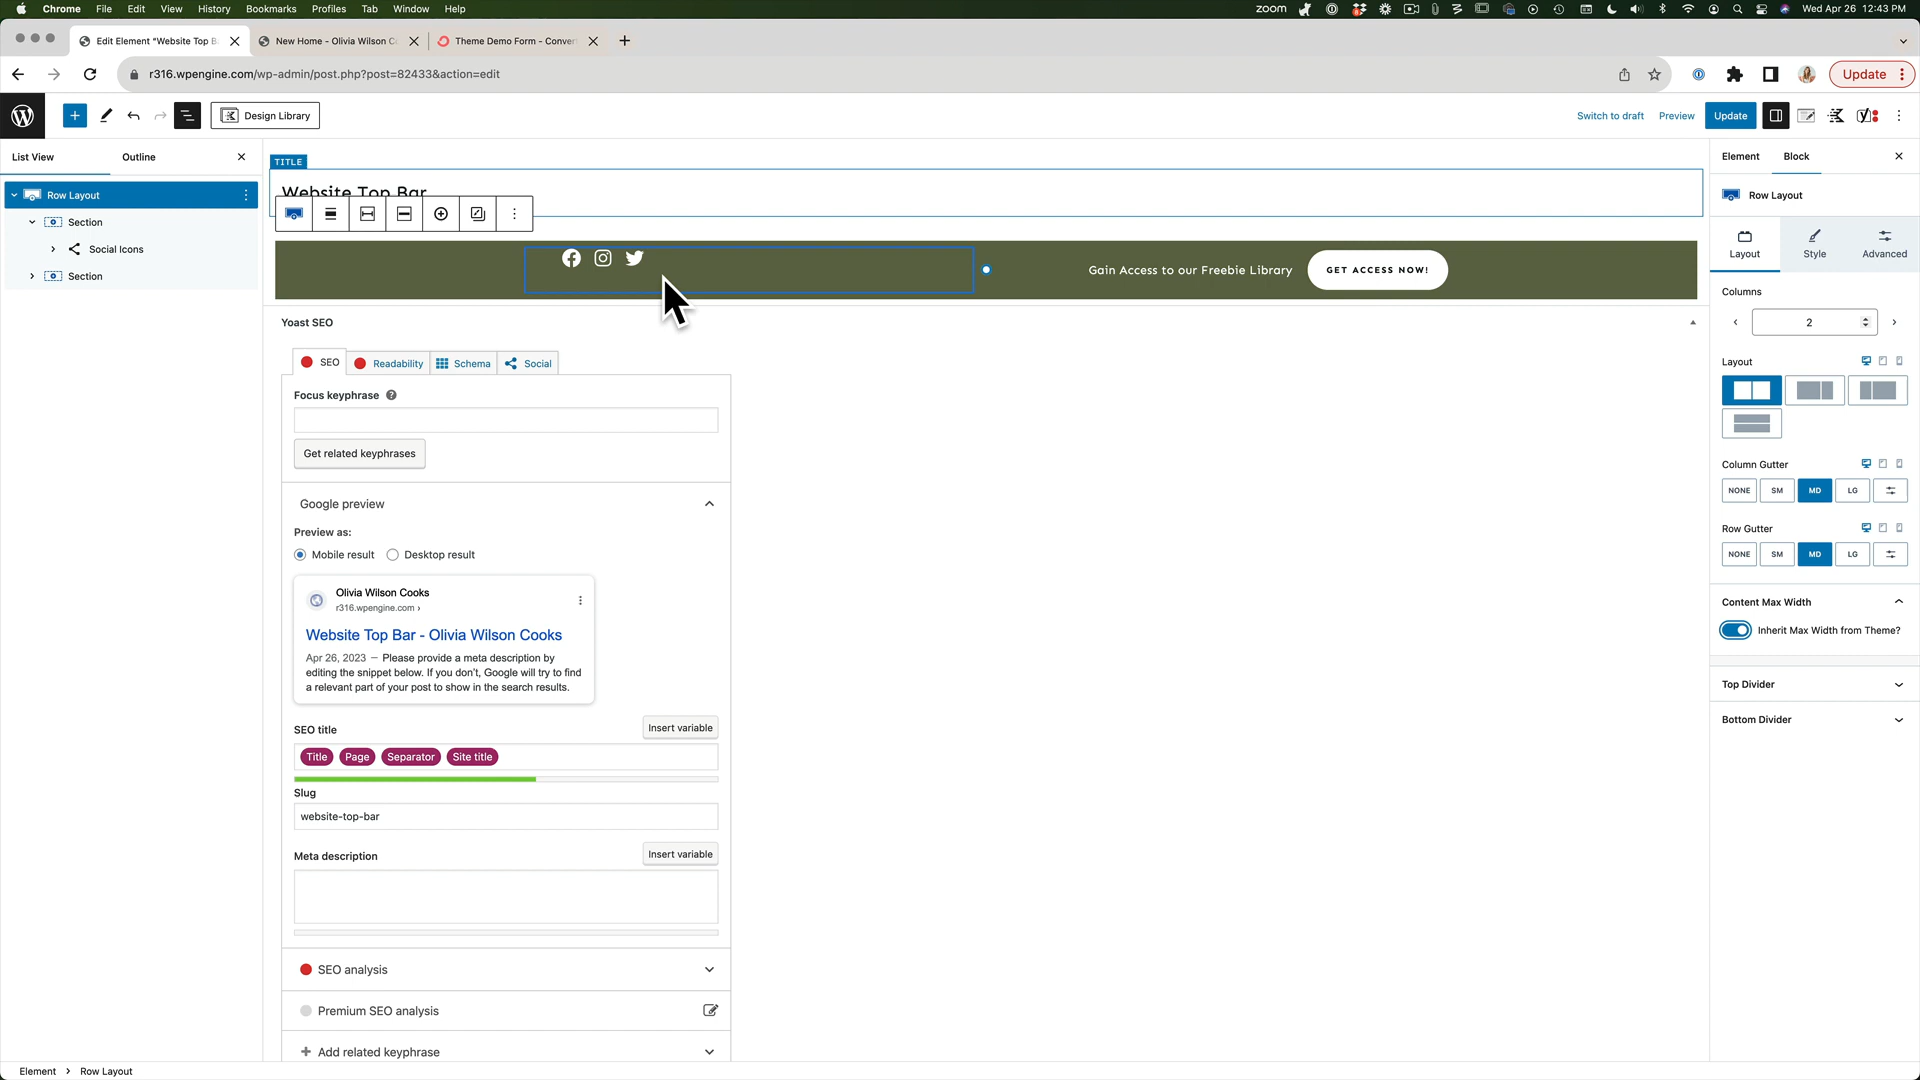 Chrome File Edit View History Bookmarks Profiles Tab Window Help
zoom
Wed Apr 26 12:43 PM
Edit Element "Website Top B
New Home - Olivia Wilson C
Theme Demo Form - Conver
r316.wpengine.com/wp-admin/post.php?post=82433&action=edit
Update
Design Library
Switch to draft
Preview
Update
List View
Outline
Row Layout
Section
Social Icons
Section
TITLE
Website Top Bar
Gain Access to our Freebie Library
GET ACCESS NOW!
Yoast SEO
SEO
Readability
Schema
Social
Focus keyphrase
Get related keyphrases
Google preview
Preview as:
Mobile result
Desktop result
Olivia Wilson Cooks
r316.wpengine.com ›
Website Top Bar - Olivia Wilson Cooks
Apr 26, 2023 — Please provide a meta description by
editing the snippet below. If you don't, Google will try to find
a relevant part of your post to show in the search results.
SEO title
Insert variable
Title
Page
Separator
Site title
Slug
website-top-bar
Meta description
Insert variable
SEO analysis
Premium SEO analysis
Add related keyphrase
Element
Block
Row Layout
Layout
Style
Advanced
Columns
2
Layout
Column Gutter
NONE SM MD LG
Row Gutter
NONE SM MD LG
Content Max Width
Inherit Max Width from Theme?
Top Divider
Bottom Divider
Element › Row Layout